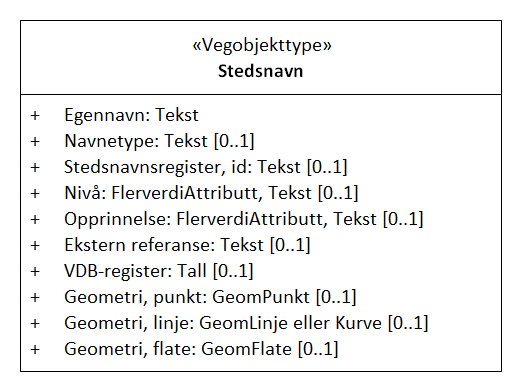 «Vegobjekttype»
Stedsnavn
+ Egennavn: Tekst
+ Navnetype: Tekst [0..1]
+ Stedsnavnsregister, id: Tekst [0..1]
+ Nivå: FlerverdiAttributt, Tekst [0..1]
+ Opprinnelse: FlerverdiAttributt, Tekst [0..1]
+ Ekstern referanse: Tekst [0..1]
+ VDB-register: Tall [0..1]
+ Geometri, punkt: GeomPunkt [0..1]
+ Geometri, linje: GeomLinje eller Kurve [0..1]
+ Geometri, flate: GeomFlate [0..1]